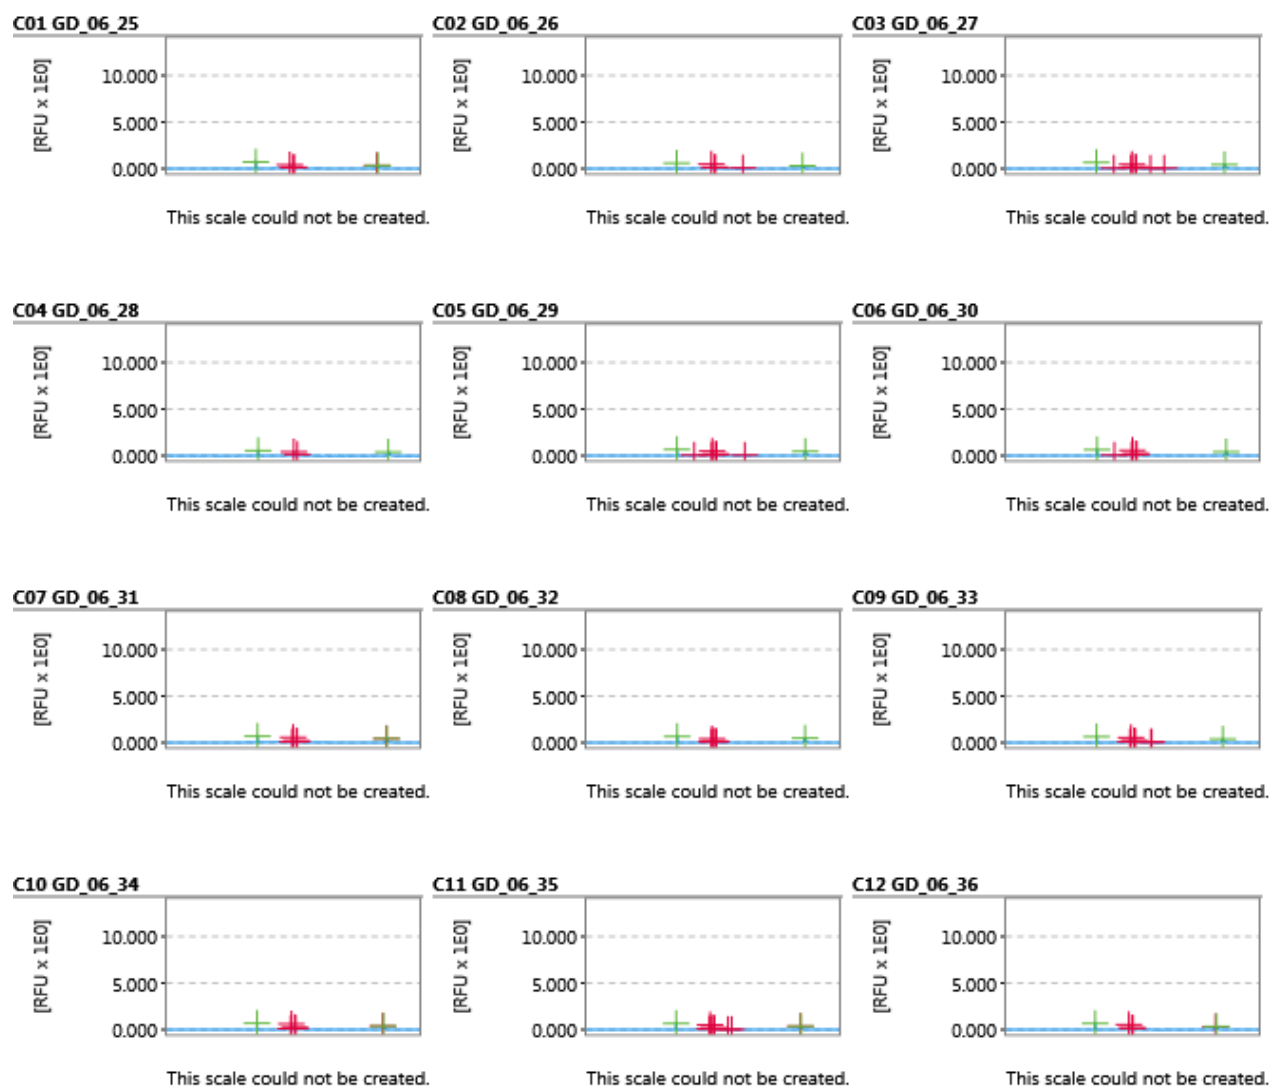 C01 GD_06_25
[RFU x 1E0]
10.000
5.000
0.000
This scale could not be created.
C02 GD_06_26
[RFU x 1E0]
10.000
5.000
0.000
This scale could not be created.
C03 GD_06_27
[RFU x 1E0]
10.000
5.000
0.000
This scale could not be created.
C04 GD_06_28
[RFU x 1E0]
10.000
5.000
0.000
This scale could not be created.
C05 GD_06_29
[RFU x 1E0]
10.000
5.000
0.000
This scale could not be created.
C06 GD_06_30
[RFU x 1E0]
10.000
5.000
0.000
This scale could not be created.
C07 GD_06_31
[RFU x 1E0]
10.000
5.000
0.000
This scale could not be created.
C08 GD_06_32
[RFU x 1E0]
10.000
5.000
0.000
This scale could not be created.
C09 GD_06_33
[RFU x 1E0]
10.000
5.000
0.000
This scale could not be created.
C10 GD_06_34
[RFU x 1E0]
10.000
5.000
0.000
This scale could not be created.
C11 GD_06_35
[RFU x 1E0]
10.000
5.000
0.000
This scale could not be created.
C12 GD_06_36
[RFU x 1E0]
10.000
5.000
0.000
This scale could not be created.